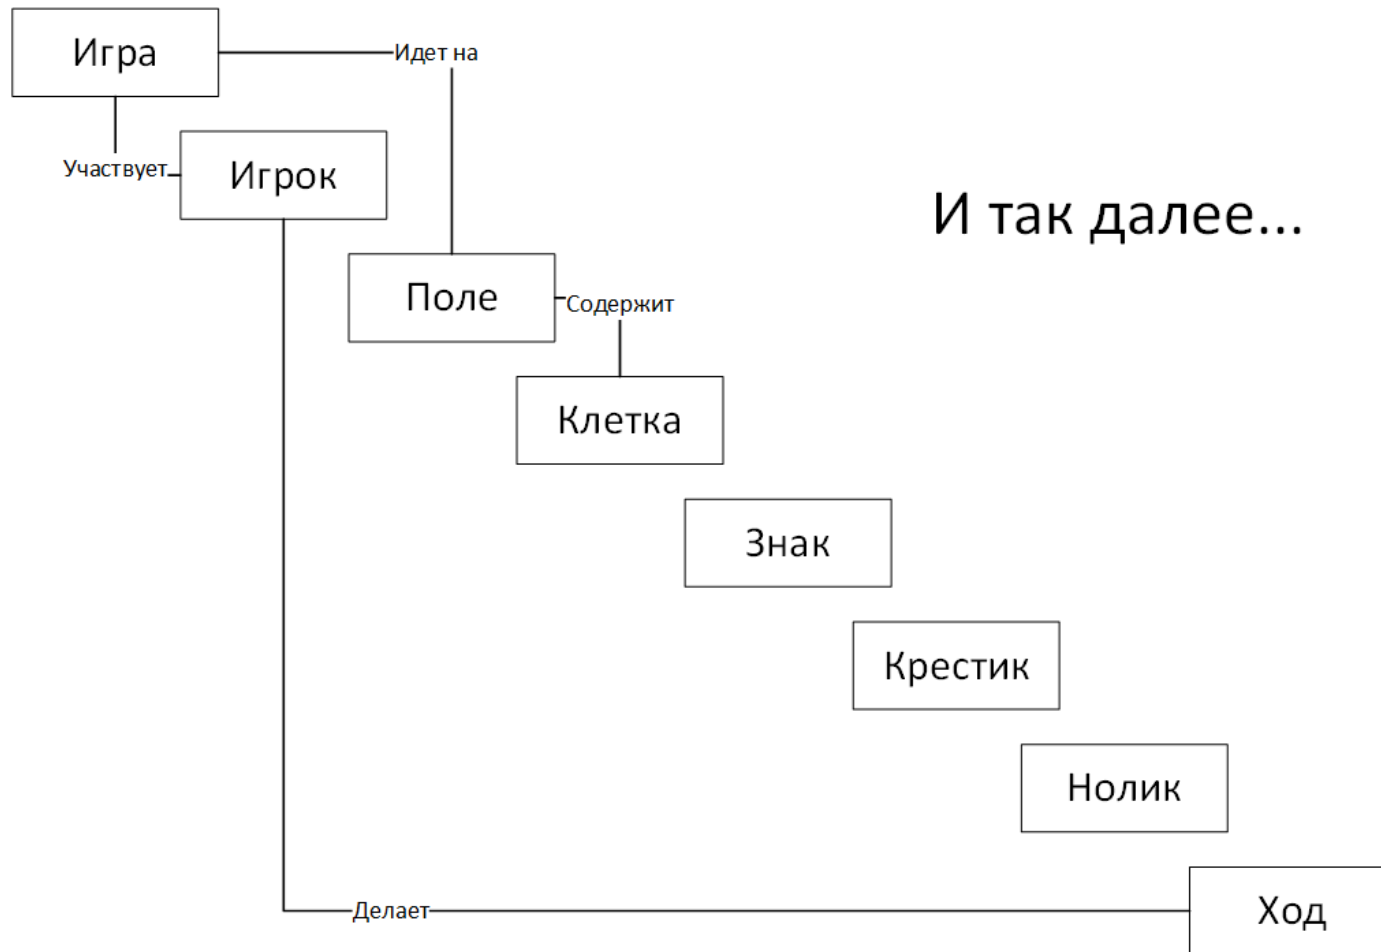 Игра
Идет на
Участвует
Игрок
И так далее...
Поле
Содержит
Клетка
Знак
Крестик
Нолик
Делает
Ход